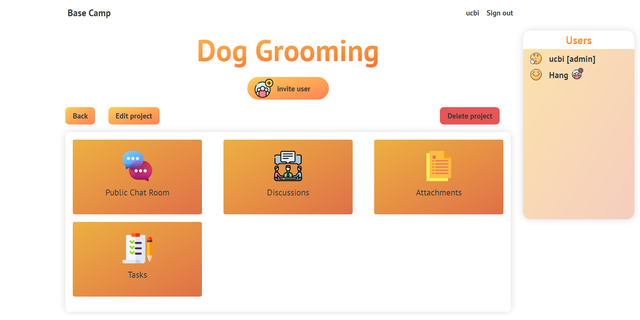 Base Camp
ucbi Sign out
Dog Grooming
invite user
Back Edit project Delete project
Public Chat Room Discussions Attachments
Tasks
Users
ucbi [admin]
Hang